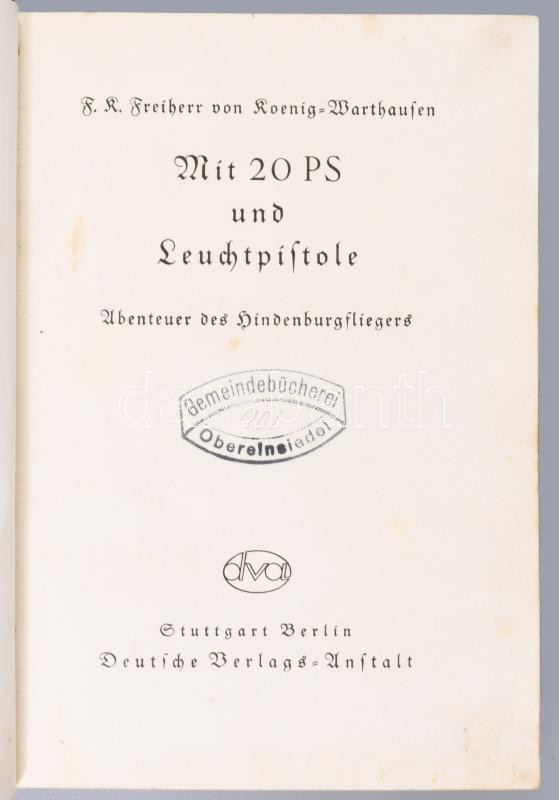 F. K. Freiherr von Koenig-Warthausen
Mit 20 PS
und
Leuchtpistole
Abenteuer des Hindenburgfliegers
Gemeindebücherei
Obereinsiedel
dva
Stuttgart Berlin
Deutsche Verlags-Anstalt